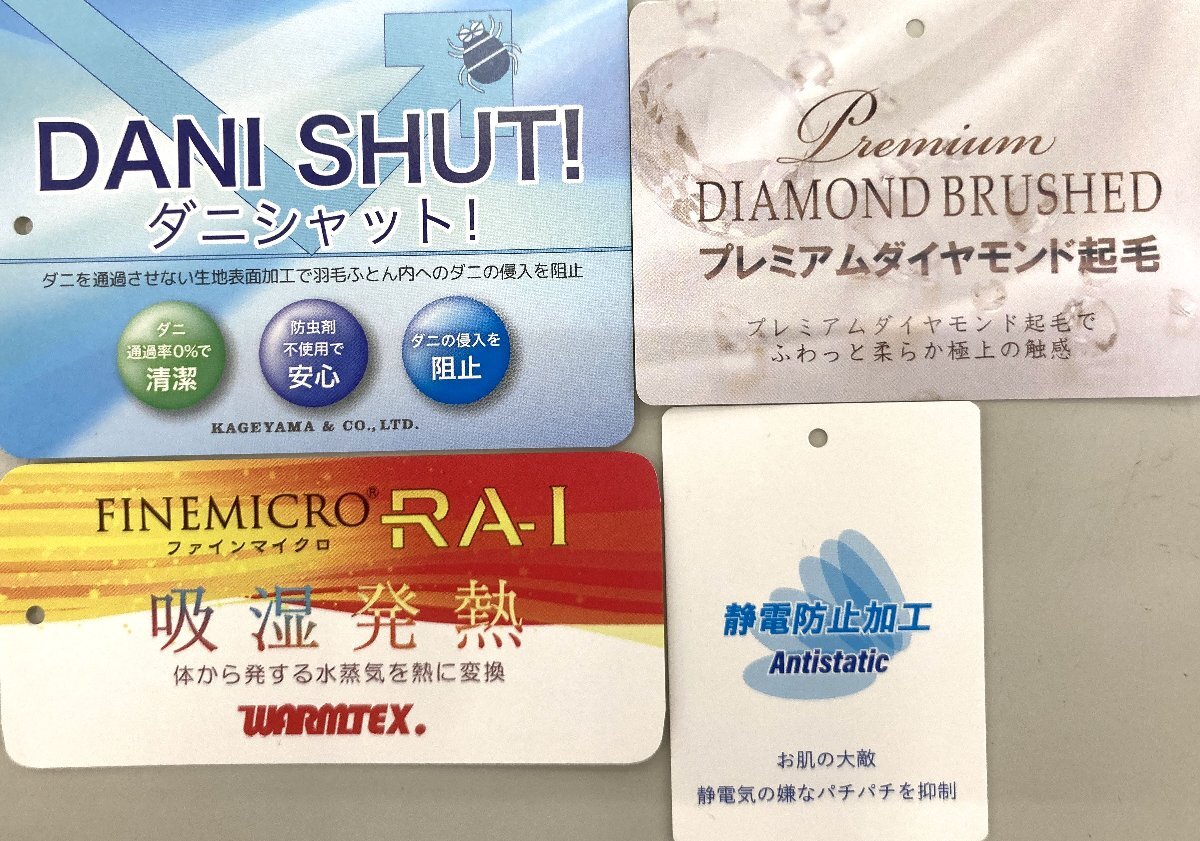 DANI SHUT!
ダニシャット!
ダニを通過させない生地表面加工で羽毛ふとん内へのダニの侵入を阻止
ダニ
通過率0%で
清潔
防虫剤
不使用で
安心
ダニの侵入を
阻止
KAGEYAMA & CO., LTD.
Premium
DIAMOND BRUSHED
プレミアムダイヤモンド起毛
プレミアムダイヤモンド起毛で
ふわっと柔らか極上の触感
FINEMICRO® RA-I
ファインマイクロ
吸湿発熱
体から発する水蒸気を熱に変換
WARMTEX.
静電防止加工
Antistatic
お肌の大敵
静電気の嫌なパチパチを抑制